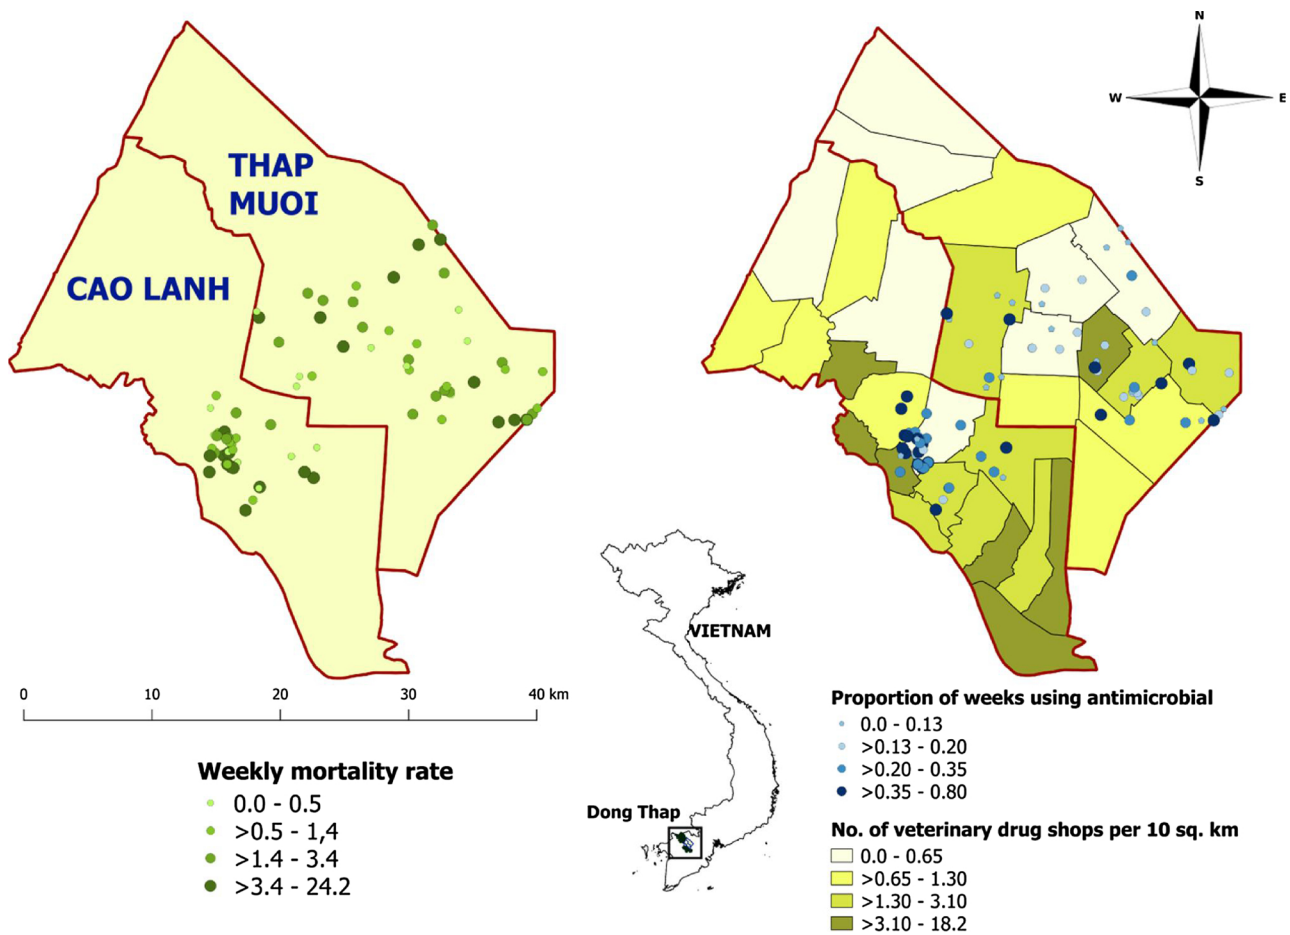 N
W
E
S
THAP
MUOI
CAO LANH
VIETNAM
0 10 20 30 40 km
Proportion of weeks using antimicrobial
0.0 - 0.13
>0.13 - 0.20
>0.20 - 0.35
>0.35 - 0.80
Weekly mortality rate
0.0 - 0.5
>0.5 - 1,4
>1.4 - 3.4
>3.4 - 24.2
Dong Thap
No. of veterinary drug shops per 10 sq. km
0.0 - 0.65
>0.65 - 1.30
>1.30 - 3.10
>3.10 - 18.2